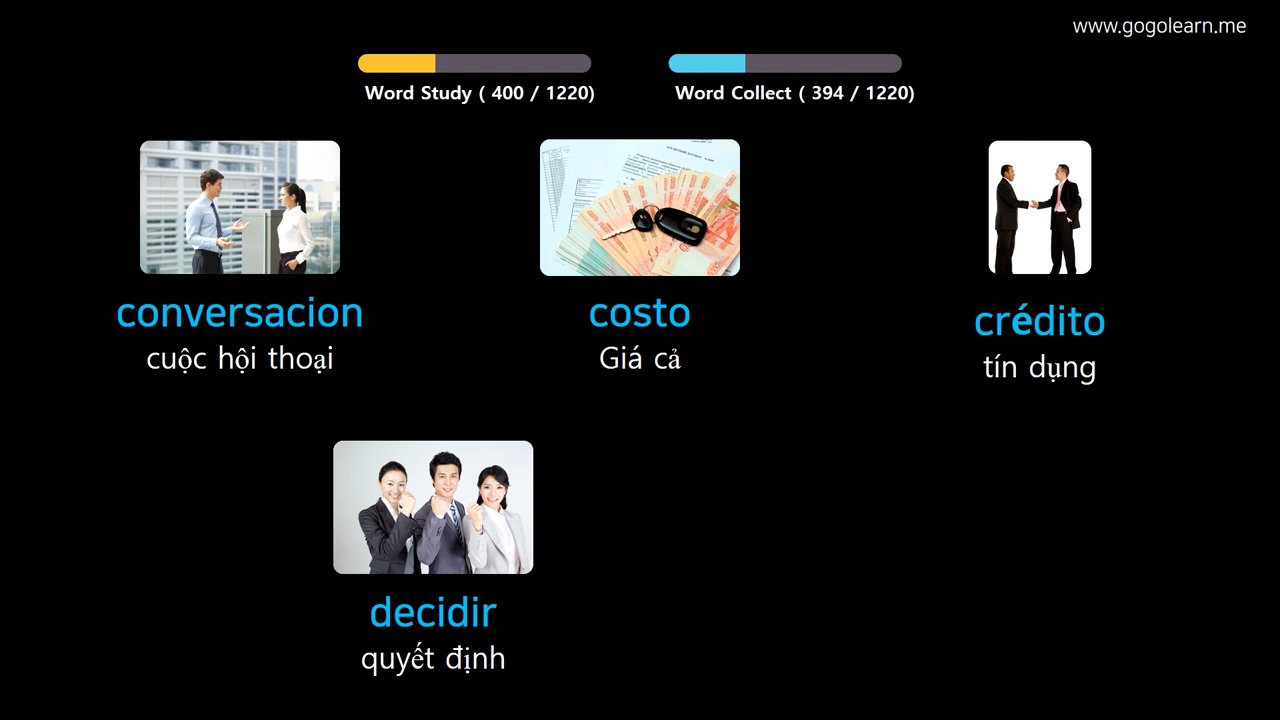 www.gogolearn.me
Word Study ( 400 / 1220)
Word Collect ( 394 / 1220)
conversacion
cuộc hội thoại
costo
Giá cả
crédito
tín dụng
decidir
quyết định